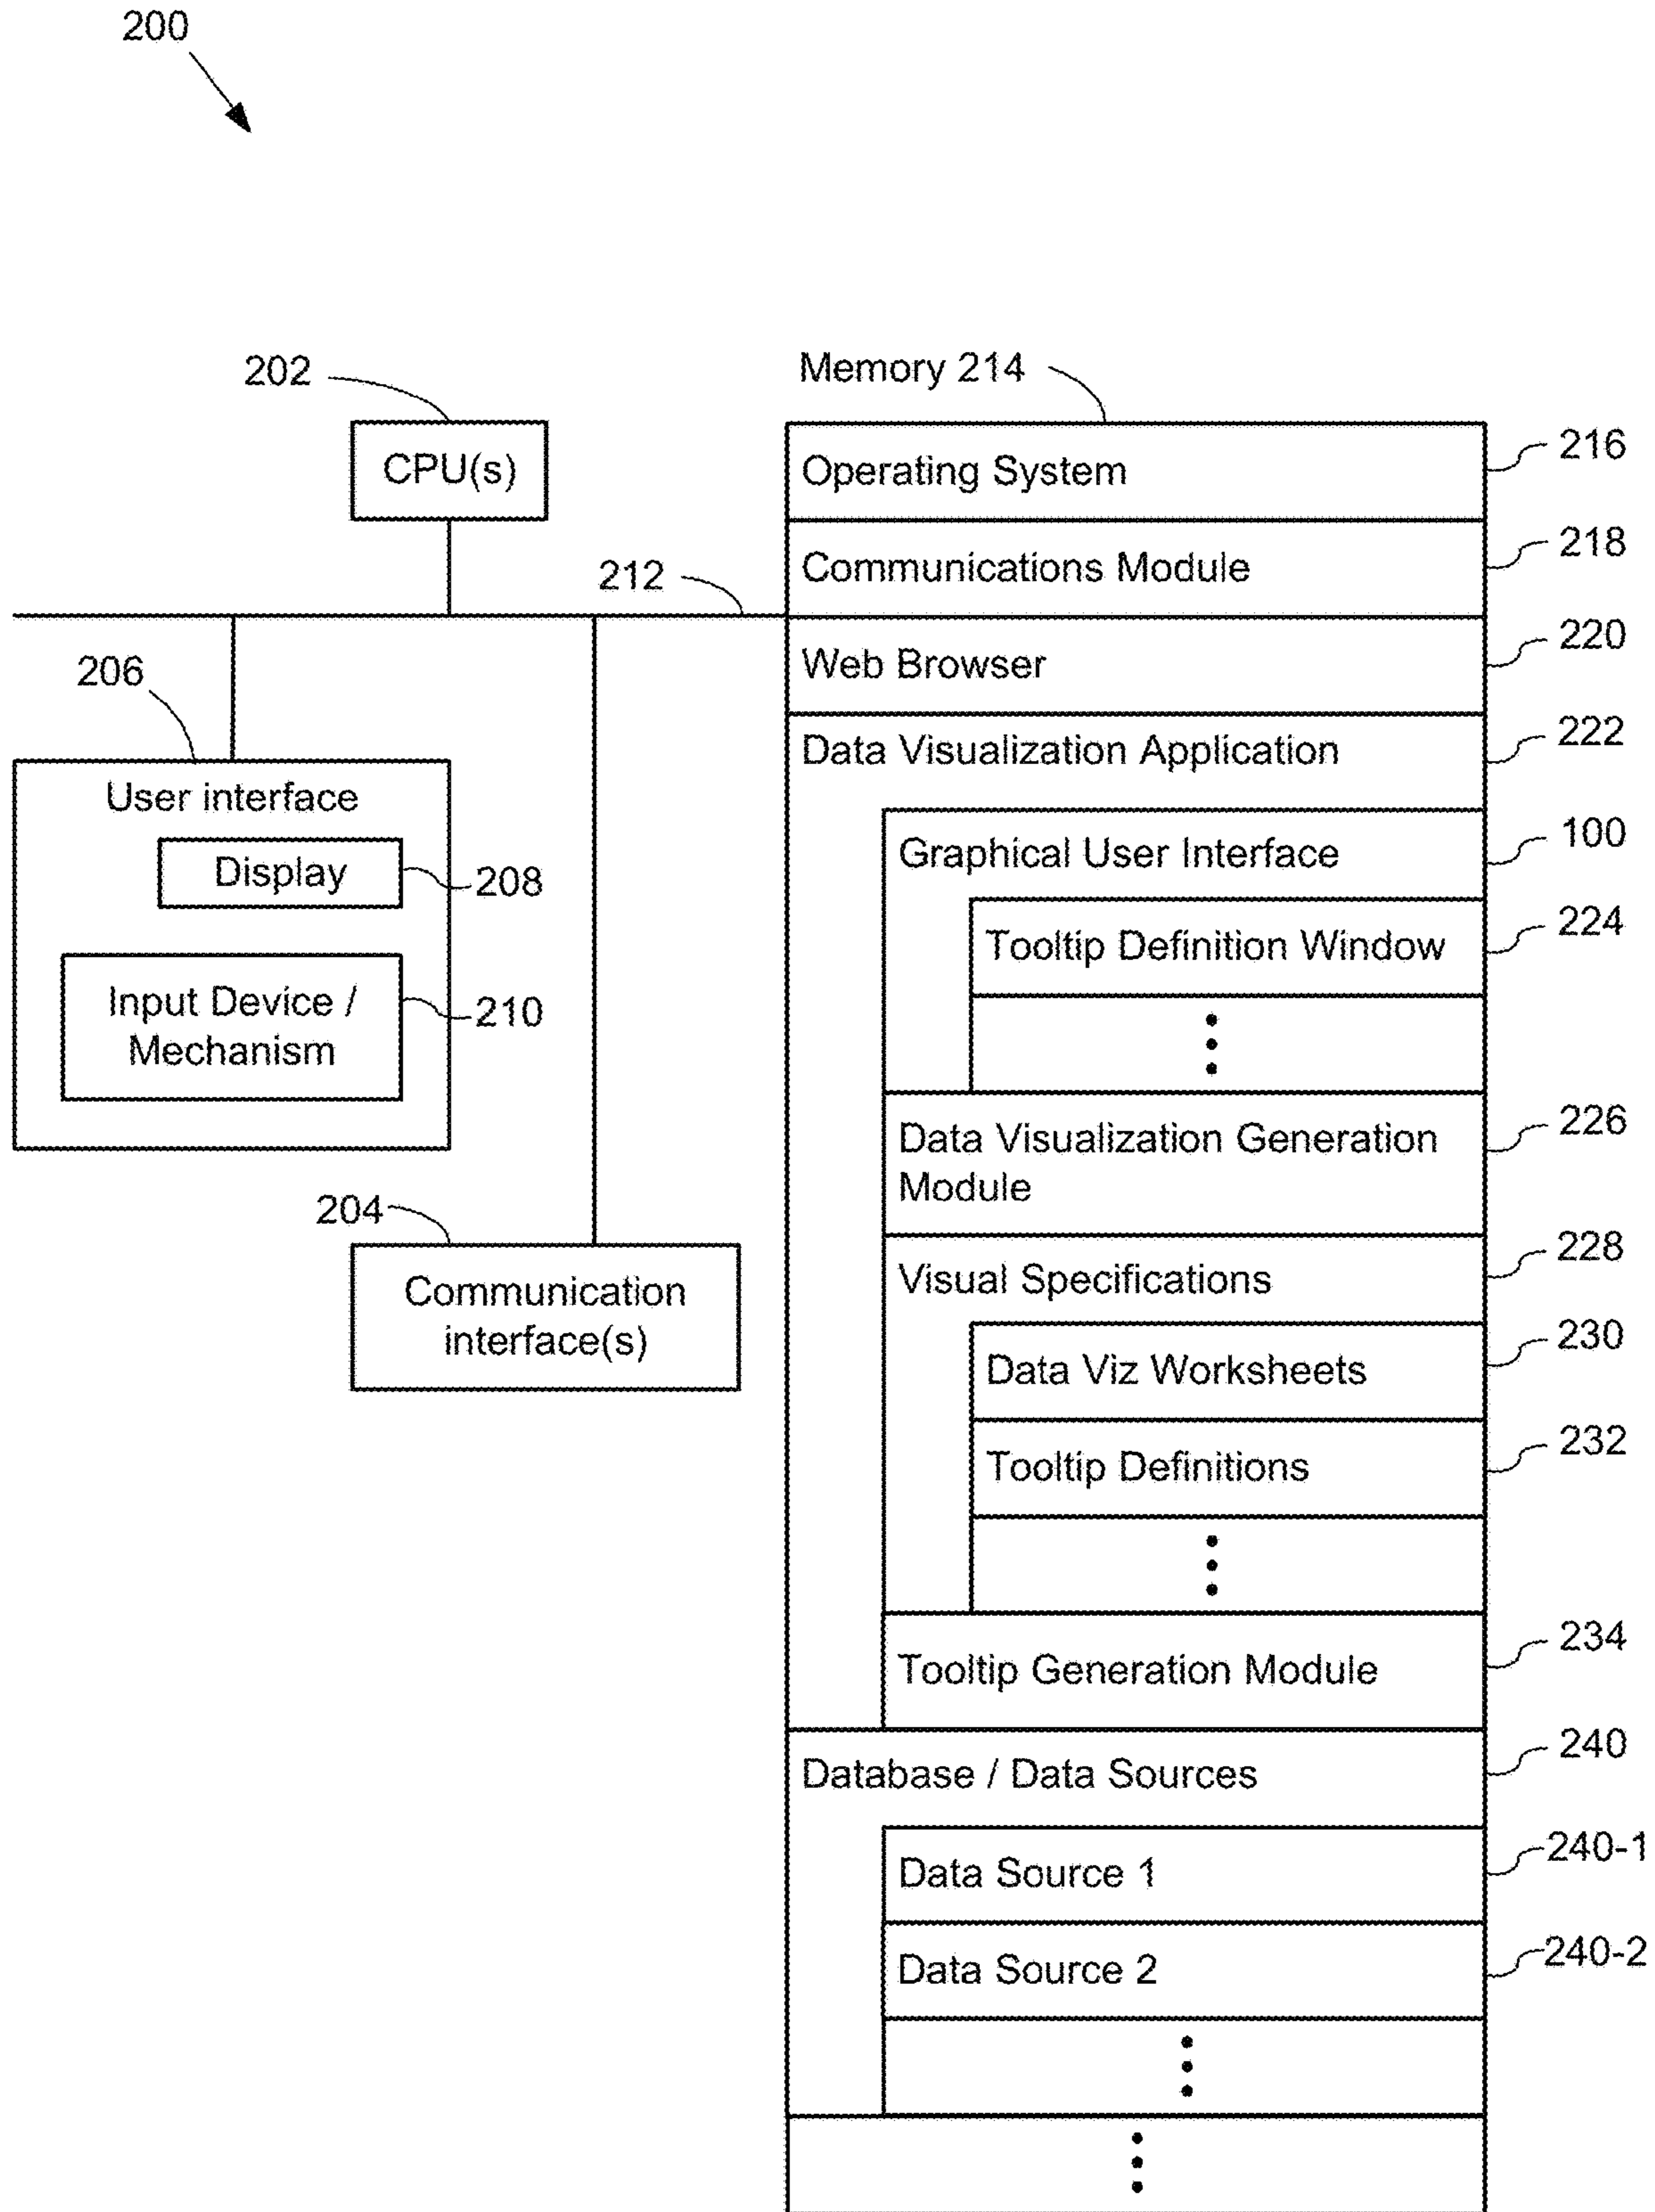 200
202
CPU(s)
212
206
User interface
Display
208
Input Device /
Mechanism
210
204
Communication
interface(s)
Memory 214
Operating System
216
Communications Module
218
Web Browser
220
Data Visualization Application
222
Graphical User Interface
100
Tooltip Definition Window
224
Data Visualization Generation
Module
226
Visual Specifications
228
Data Viz Worksheets
230
Tooltip Definitions
232
Tooltip Generation Module
234
Database / Data Sources
240
Data Source 1
240-1
Data Source 2
240-2